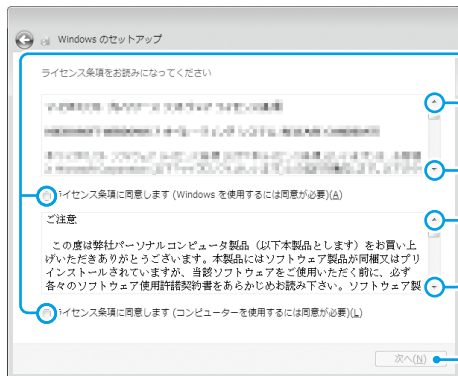 Windows のセットアップ
ライセンス条項をお読みになってください
ライセンス条項に同意します (Windows を使用するには同意が必要)(A)
ご注意
この度は弊社パーソナルコンピュータ製品（以下本製品とします）をお買い上
げいただきありがとうございます。本製品にはソフトウェア製品が同梱又はプリ
インストールされていますが、当該ソフトウェアをご使用いただく前に、必ず
各々のソフトウェア使用許諾契約書をあらかじめお読み下さい。ソフトウェア製
ライセンス条項に同意します (コンピューターを使用するには同意が必要)(L)
次へ(N)